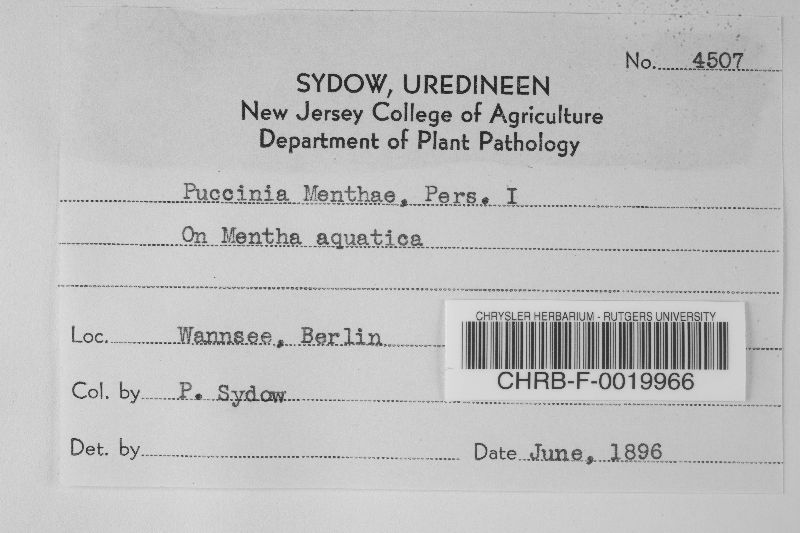 No. 4507
SYDOW, UREDINEEN
New Jersey College of Agriculture
Department of Plant Pathology
Puccinia Menthae, Pers. I
On Mentha aquatica
Loc. Wannsee, Berlin
CHRYSLER HERBARIUM - RUTGERS UNIVERSITY
CHRB-F-0019966
Col. by P. Sydow
Det. by
Date June, 1896